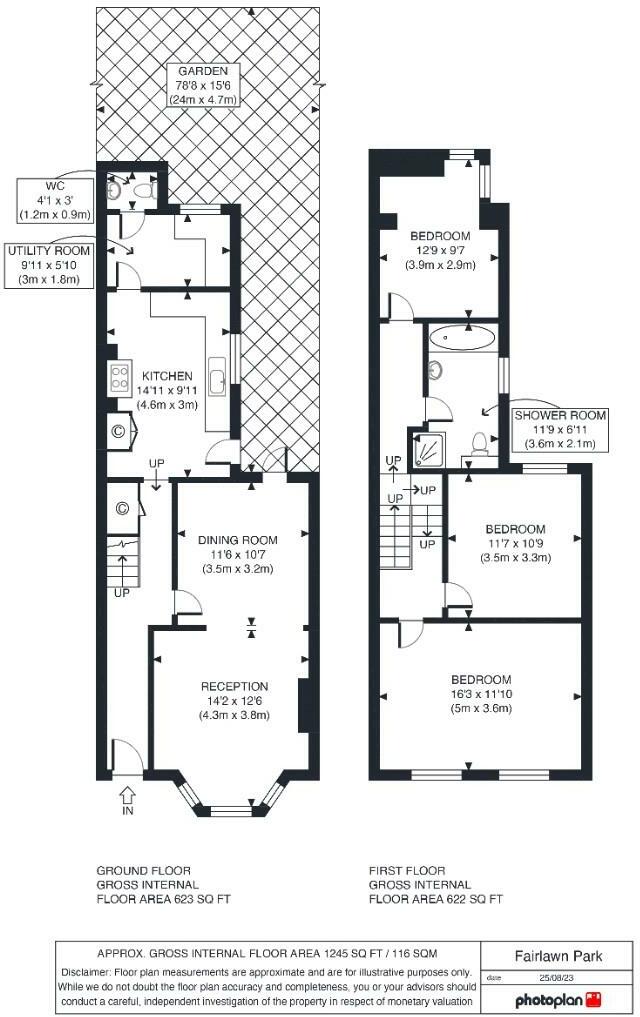 GARDEN
78'8 x 15'6
(24m x 4.7m)
WC
4'1 x 3'
(1.2m x 0.9m)
UTILITY ROOM
9'11 x 5'10
(3m x 1.8m)
KITCHEN
14'11 x 9'11
(4.6m x 3m)
C
UP
C
UP
DINING ROOM
11'6 x 10'7
(3.5m x 3.2m)
RECEPTION
14'2 x 12'6
(4.3m x 3.8m)
IN
BEDROOM
12'9 x 9'7
(3.9m x 2.9m)
SHOWER ROOM
11'9 x 6'11
(3.6m x 2.1m)
UP
UP
UP
UP
BEDROOM
11'7 x 10'9
(3.5m x 3.3m)
BEDROOM
16'3 x 11'10
(5m x 3.6m)
GROUND FLOOR
GROSS INTERNAL
FLOOR AREA 623 SQ FT
FIRST FLOOR
GROSS INTERNAL
FLOOR AREA 622 SQ FT
APPROX. GROSS INTERNAL FLOOR AREA 1245 SQ FT / 116 SQM
Disclaimer: Floor plan measurements are approximate and are for illustrative purposes only.
While we do not doubt the floor plan accuracy and completeness, you or your advisors should
conduct a careful, independent investigation of the property in respect of monetary valuation
Fairlawn Park
date 25/08/23
photoplan